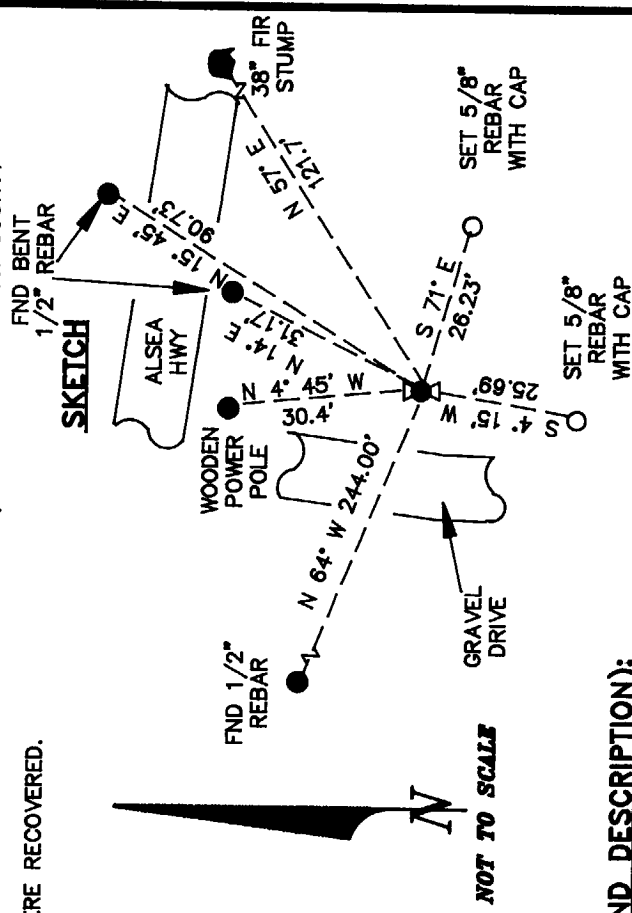 ERE RECOVERED.
SKETCH
FND BENT
1/2" REBAR
38" FIR
STUMP
ALSEA
HWY
WOODEN
POWER
POLE
N 4° 45' W
30.4'
N 14° E
31.17'
N 15° 45' E
90.73'
N 57° E
121.7'
FND 1/2"
REBAR
N 64° W 244.00'
S 71° E
26.23'
SET 5/8"
REBAR
WITH CAP
S 4° 15' W
25.69'
SET 5/8"
REBAR
WITH CAP
GRAVEL
DRIVE
N
NOT TO SCALE
ND DESCRIPTION):